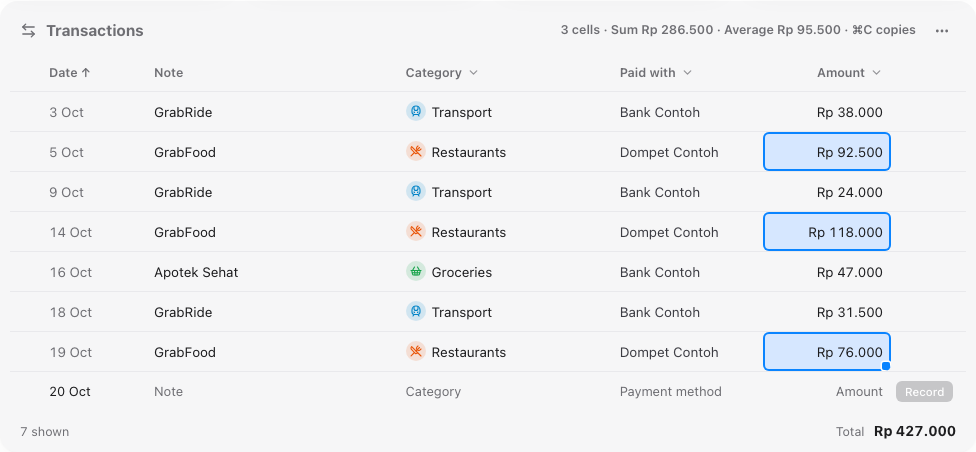 Transactions 3 cells · Sum Rp 286.500 · Average Rp 95.500 · ⌘C copies ···
Date ↑ Note Category Paid with Amount
3 Oct GrabRide Transport Bank Contoh Rp 38.000
5 Oct GrabFood Restaurants Dompet Contoh Rp 92.500
9 Oct GrabRide Transport Bank Contoh Rp 24.000
14 Oct GrabFood Restaurants Dompet Contoh Rp 118.000
16 Oct Apotek Sehat Groceries Bank Contoh Rp 47.000
18 Oct GrabRide Transport Bank Contoh Rp 31.500
19 Oct GrabFood Restaurants Dompet Contoh Rp 76.000
20 Oct Note Category Payment method Amount Record
7 shown Total Rp 427.000